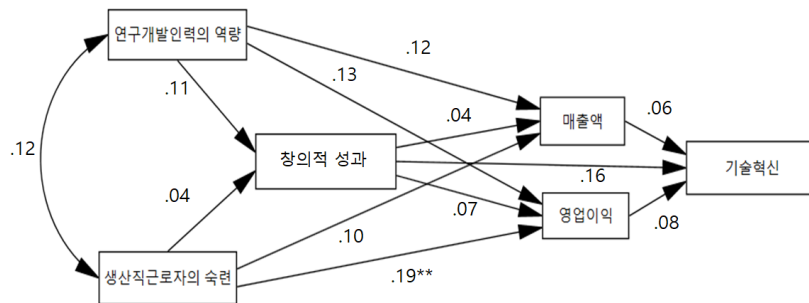 연구개발인력의 역량
.12
.13
.11
.04
매출액
.06
.12
창의적 성과
.16
기술혁신
.04
.07
영업이익
.08
.10
생산직근로자의 숙련
.19**